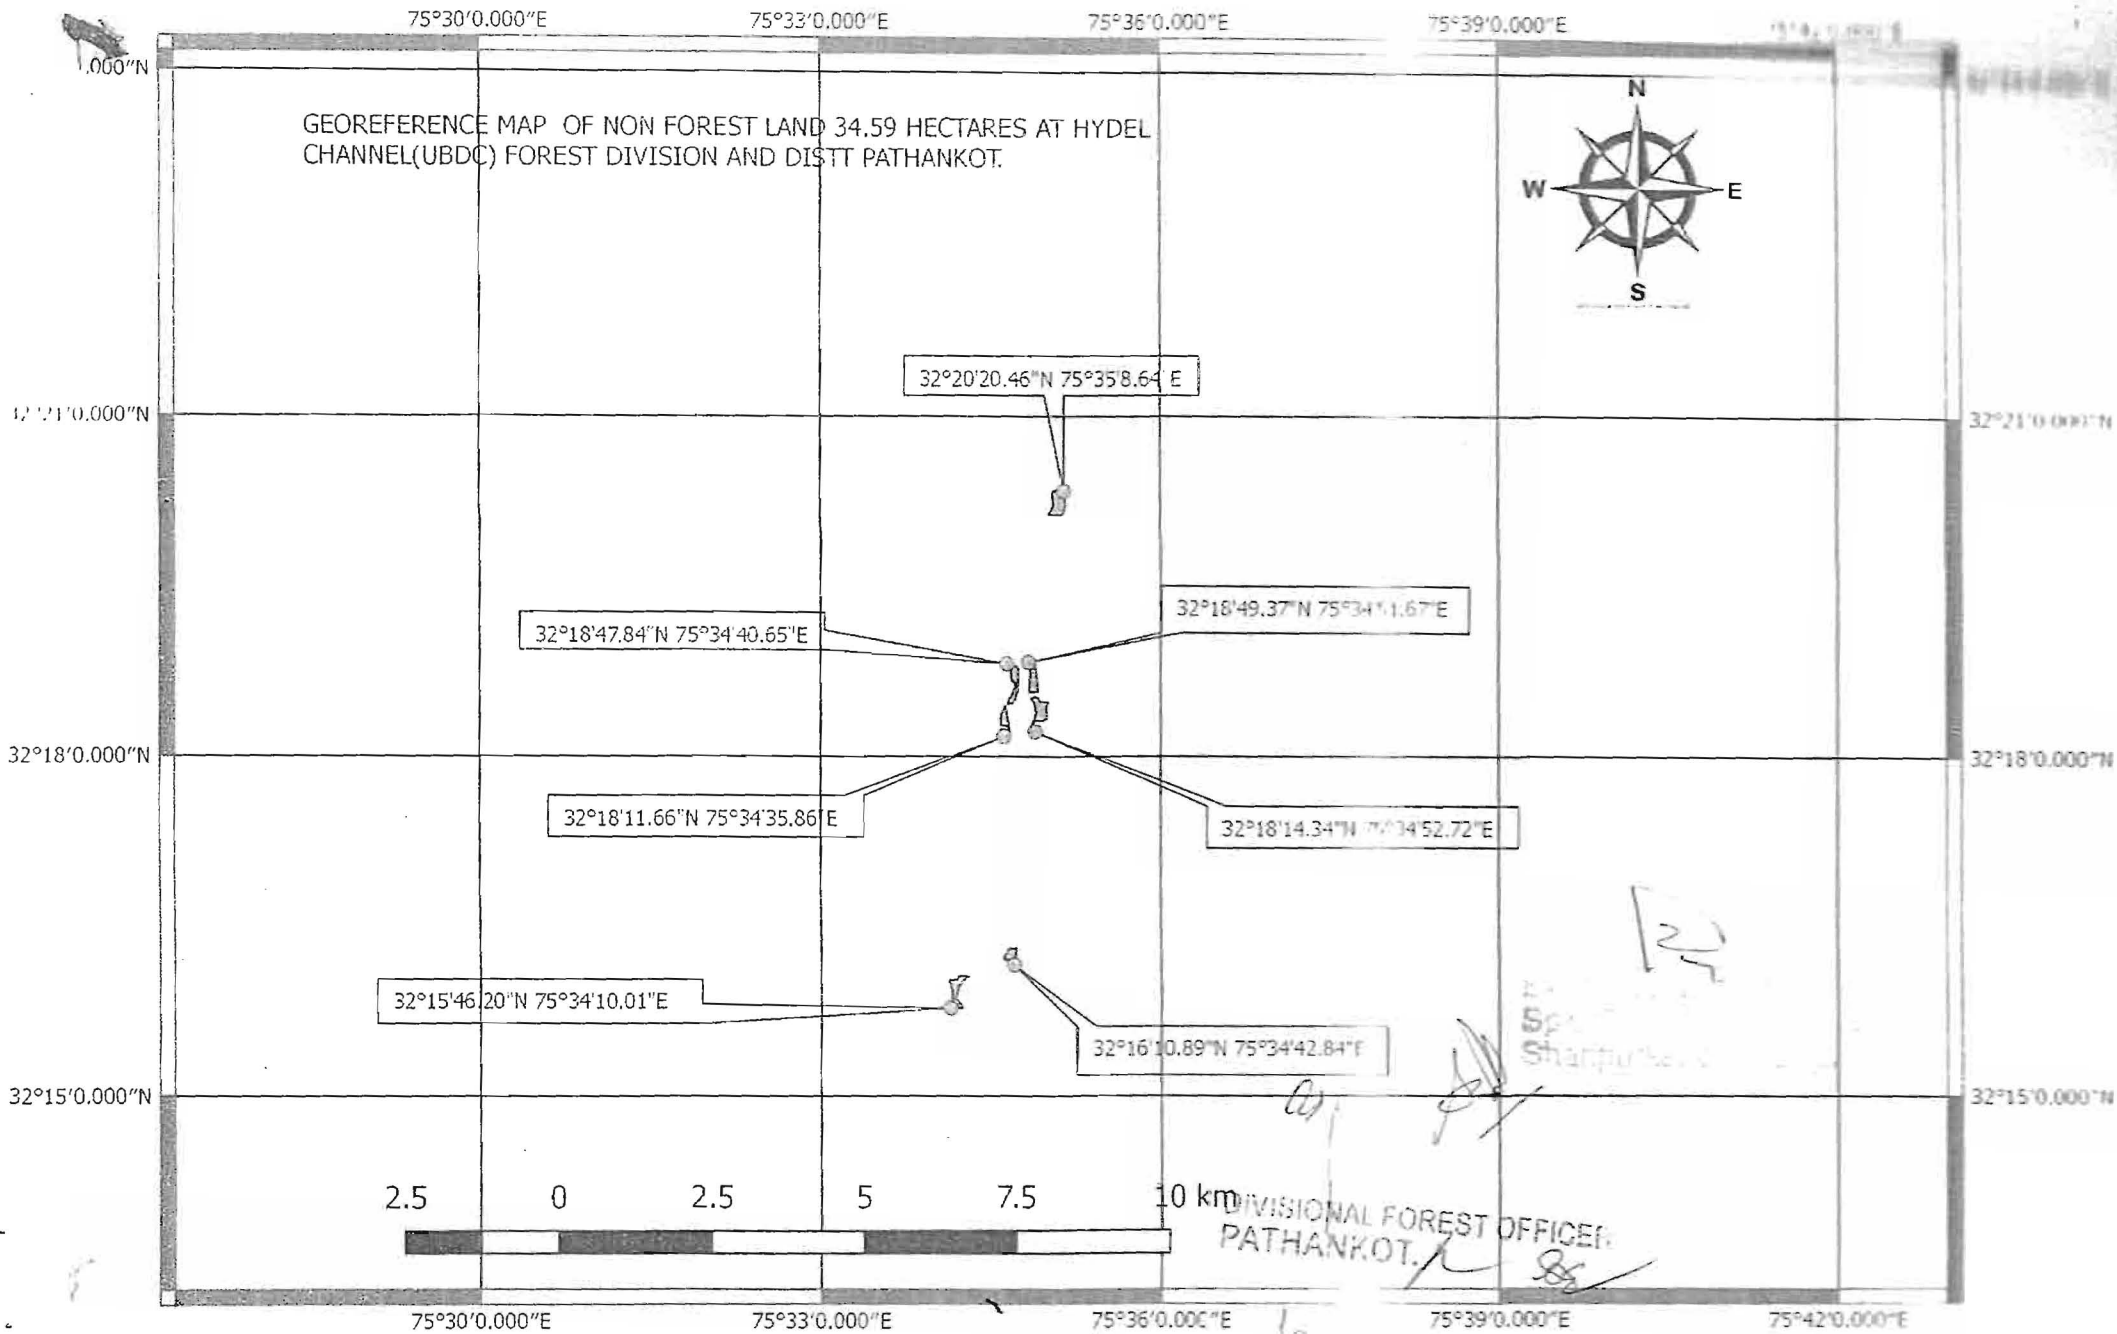 75°30'0.000"E 75°33'0.000"E 75°36'0.000"E 75°39'0.000"E
.000"N
N
GEOREFERENCE MAP OF NON FOREST LAND 34.59 HECTARES AT HYDEL
CHANNEL(UBDC) FOREST DIVISION AND DISTT PATHANKOT.
W E
S
32°20'20.46"N 75°35'8.64"E
21'0.000"N 32°21'0.000"N
32°18'49.37"N
32°18'47.84"N 75°34'40.65"E
32°18'0.000"N 32°18'0.000"N
32°18'11.66"N 75°34'35.86"E
32°18'14.34"N 34'52.72"E
32°15'46.20"N 75°34'10.01"E
32°16'10.89"N 75°34'42.84"E
32°15'0.000"N 32°15'0.000"N
2.5 0 2.5 5 7.5 10 km
DIVISIONAL FOREST OFFICER
PATHANKOT.
75°30'0.000"E 75°33'0.000"E 75°36'0.000"E 75°39'0.000"E 75°42'0.000"E